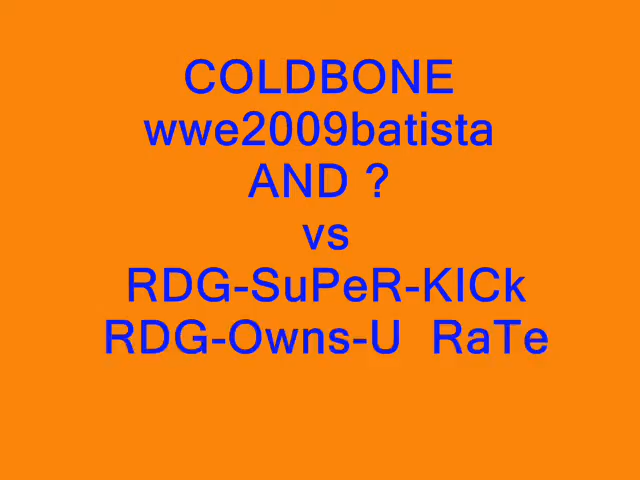 COLDBONE
wwe2009batista
AND ?
vs
RDG-SuPeR-KICk
RDG-Owns-U RaTe